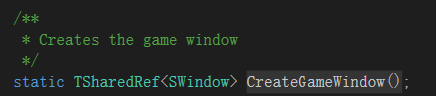 /**
* Creates the game window
*/
static TSharedRef<SWindow> CreateGameWindow();